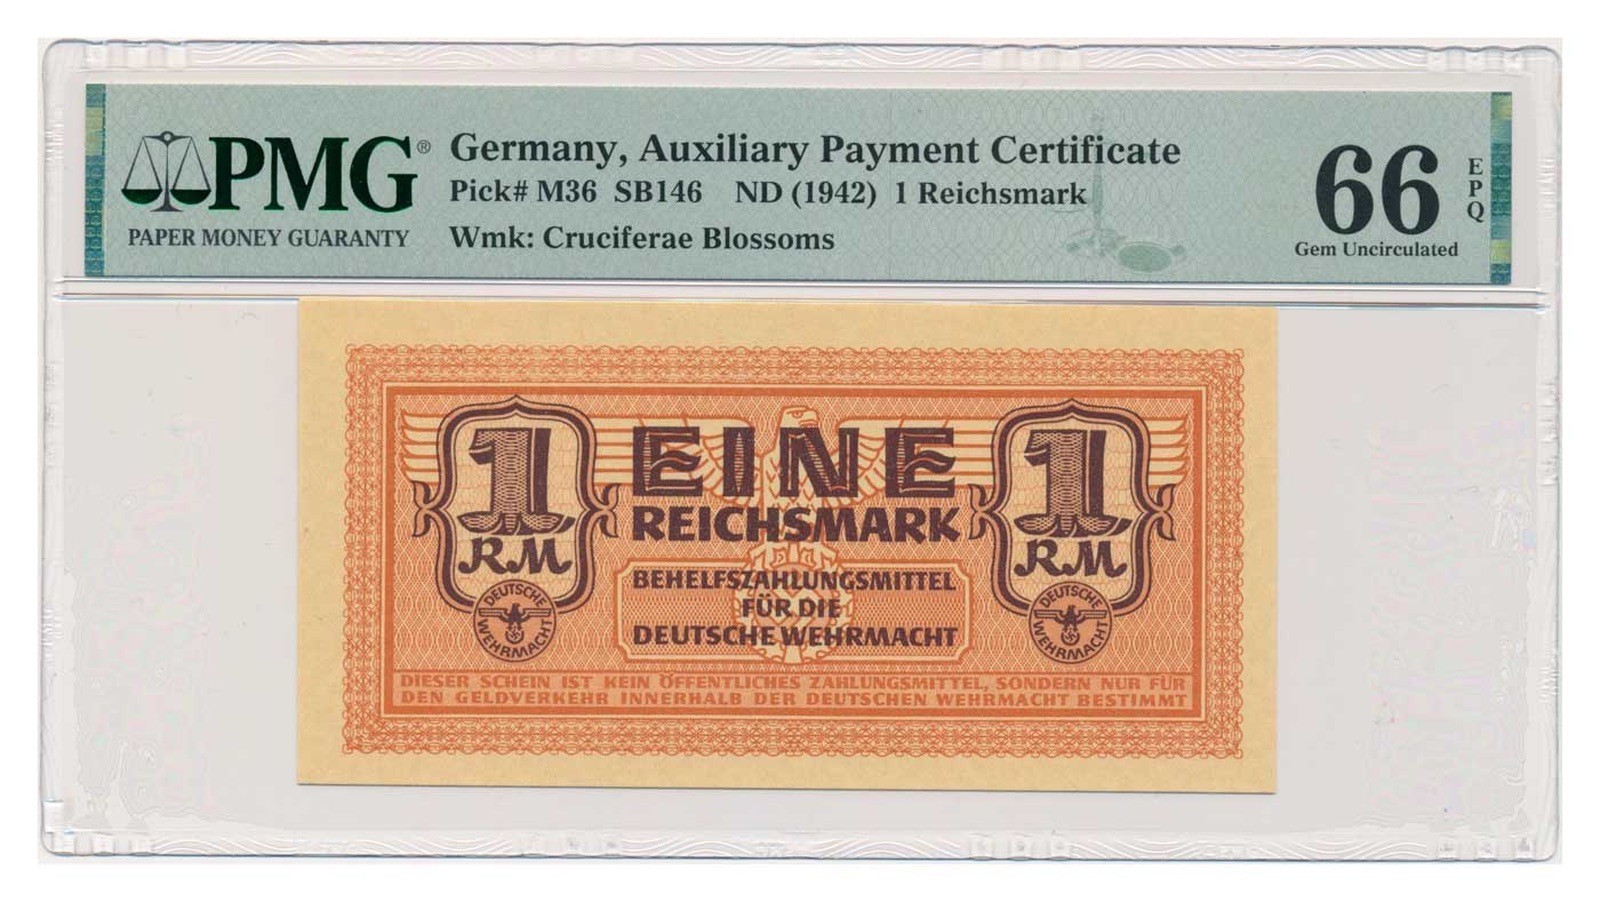 PMG®
PAPER MONEY GUARANTY
Germany, Auxiliary Payment Certificate
Pick# M36 SB146 ND (1942) 1 Reichsmark
Wmk: Cruciferae Blossoms
66
EPQ
Gem Uncirculated
1
RM
DEUTSCHE WEHRMACHT
EINE
REICHSMARK
BEHELFSZAHLUNGSMITTEL
FÜR DIE
DEUTSCHE WEHRMACHT
1
RM
DEUTSCHE WEHRMACHT
DIESER SCHEIN IST KEIN ÖFFENTLICHES ZAHLUNGSMITTEL, SONDERN NUR FÜR
DEN GELDVERKEHR INNERHALB DER DEUTSCHEN WEHRMACHT BESTIMMT